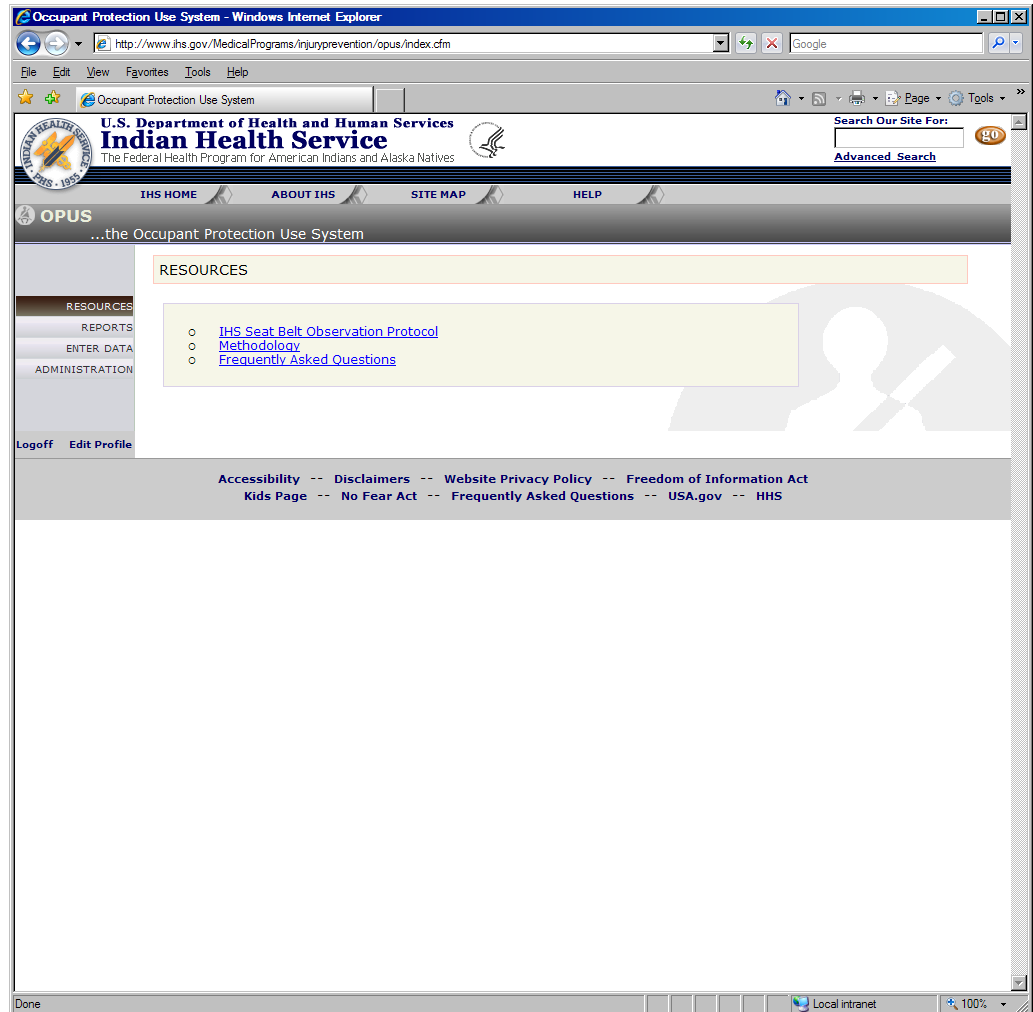 Occupant Protection Use System - Windows Internet Explorer
http://www.ihs.gov/MedicalPrograms/injuryprevention/opus/index.cfm
Google
File Edit View Favorites Tools Help
Occupant Protection Use System
Page Tools »
INDIAN HEALTH SERVICE
PHS · 1955
U.S. Department of Health and Human Services
Indian Health Service
The Federal Health Program for American Indians and Alaska Natives
Search Our Site For:
go
Advanced Search
IHS HOME ABOUT IHS SITE MAP HELP
OPUS
...the Occupant Protection Use System
RESOURCES
RESOURCES
REPORTS
ENTER DATA
ADMINISTRATION
o IHS Seat Belt Observation Protocol
o Methodology
o Frequently Asked Questions
Logoff Edit Profile
Accessibility -- Disclaimers -- Website Privacy Policy -- Freedom of Information Act
Kids Page -- No Fear Act -- Frequently Asked Questions -- USA.gov -- HHS
Done
Local intranet
100%